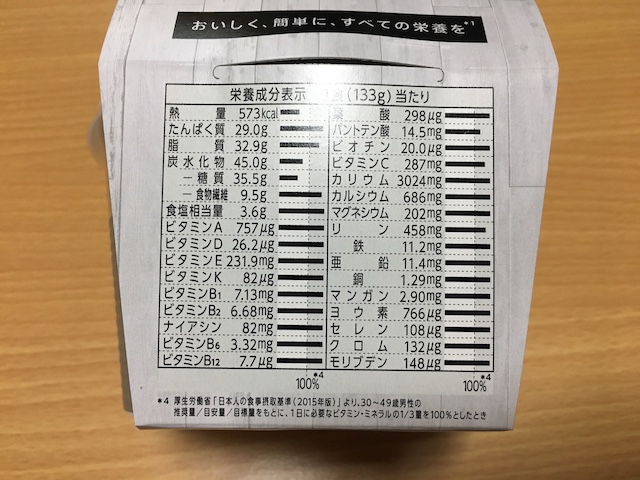 おいしく、簡単に、すべての栄養を*1
栄養成分表示 食(133g)当たり
熱量 573kcal
たんぱく質 29.0g
脂質 32.9g
炭水化物 45.0g
－糖質 35.5g
－食物繊維 9.5g
食塩相当量 3.6g
ビタミンA 757μg
ビタミンD 26.2μg
ビタミンE 231.9mg
ビタミンK 82μg
ビタミンB1 7.13mg
ビタミンB2 6.68mg
ナイアシン 82mg
ビタミンB6 3.32mg
ビタミンB12 7.7μg
葉酸 298μg
パントテン酸 14.5mg
ビオチン 20.0μg
ビタミンC 287mg
カリウム 3024mg
カルシウム 686mg
マグネシウム 202mg
リン 458mg
鉄 11.2mg
亜鉛 11.4mg
銅 1.29mg
マンガン 2.90mg
ヨウ素 766μg
セレン 108μg
クロム 132μg
モリブデン 148μg
100%*4
100%*4
*4 厚生労働省「日本人の食事摂取基準(2015年版)」より、30～49歳男性の
推奨量/目安量/目標量をもとに、1日に必要なビタミン・ミネラルの1/3量を100%としたとき